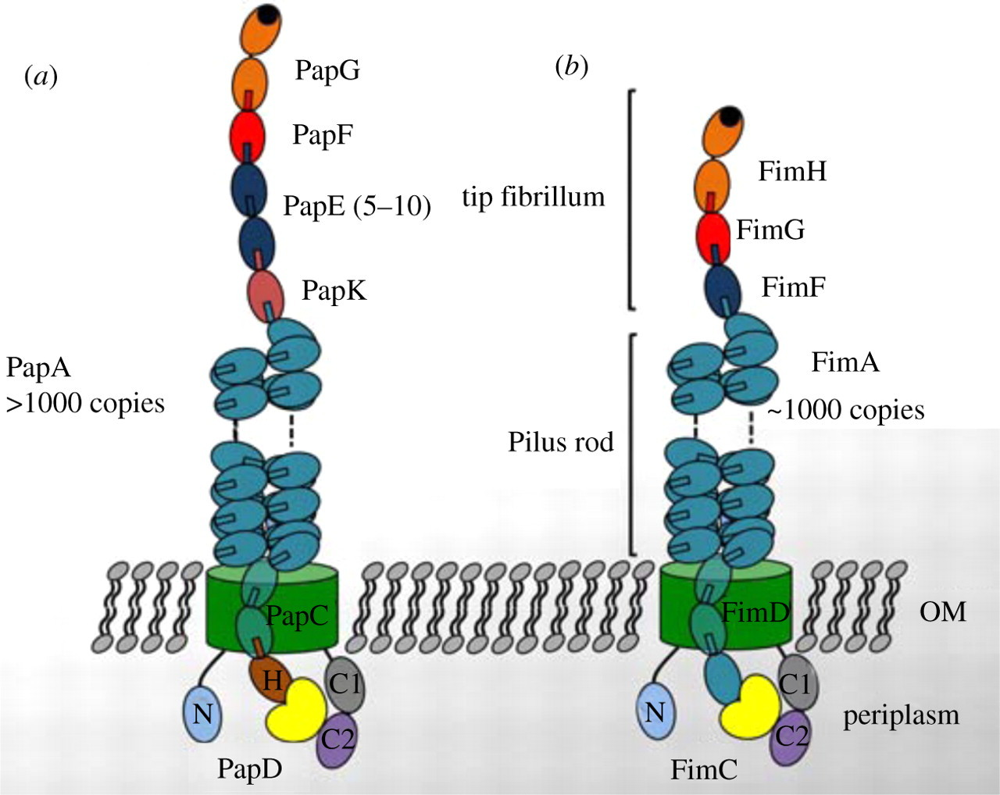 (a)
(b)
PapG
PapF
PapE (5–10)
PapK
PapA
>1000 copies
PapC
H
N
C1
C2
PapD
tip fibrillum
Pilus rod
FimH
FimG
FimF
FimA
~1000 copies
FimD
OM
N
C1
C2
periplasm
FimC